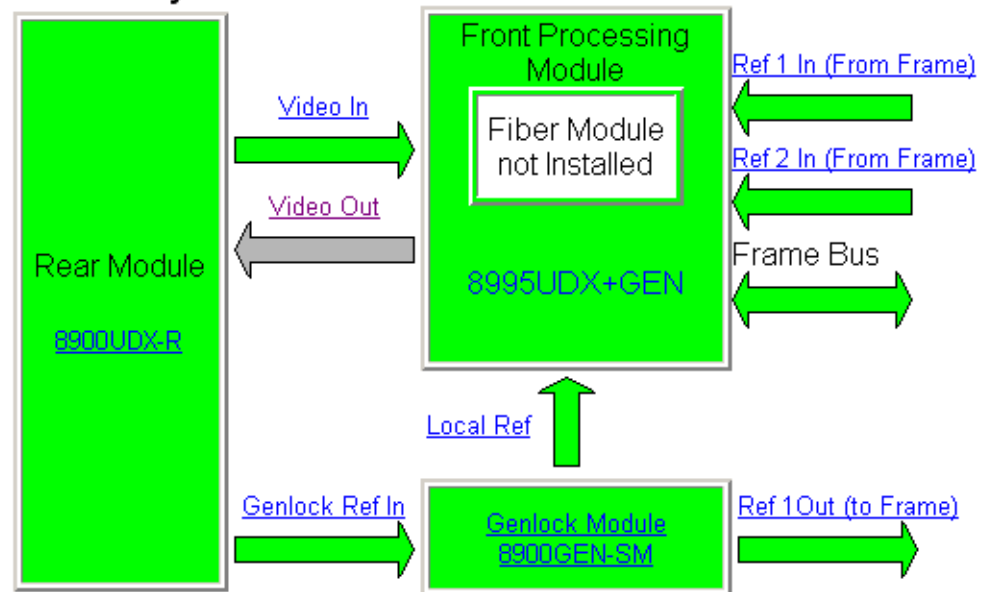 Front Processing
Module
Fiber Module
not Installed
8995UDX+GEN
Video In
Video Out
Rear Module
8900UDX-R
Ref 1 In (From Frame)
Ref 2 In (From Frame)
Frame Bus
Local Ref
Genlock Ref In
Genlock Module
8900GEN-SM
Ref 1Out (to Frame)